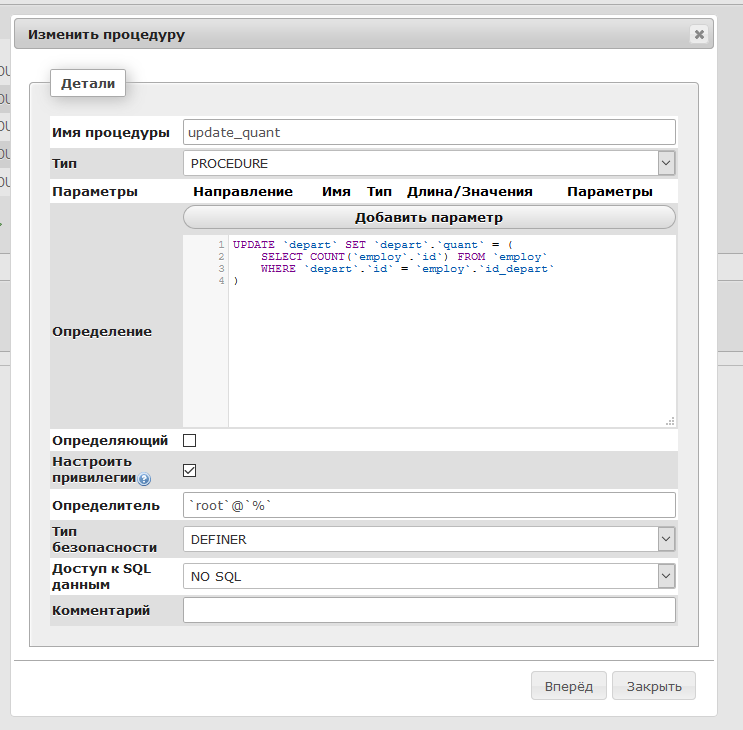 Изменить процедуру
Детали
Имя процедуры update_quant
Тип PROCEDURE
Параметры Направление Имя Тип Длина/Значения Параметры
Добавить параметр
Определение
1 UPDATE `depart` SET `depart`.`quant` = (
2 SELECT COUNT(`employ`.`id`) FROM `employ`
3 WHERE `depart`.`id` = `employ`.`id_depart`
4 )
Определяющий
Настроить
привилегии
Определитель `root`@`%`
Тип
безопасности DEFINER
Доступ к SQL
данным NO SQL
Комментарий
Вперёд Закрыть